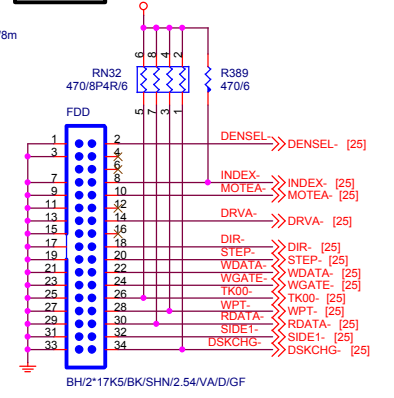 /8m
6 8 4 2
RN32
470/8P4R/6
R389
470/6
5 7 3 1
FDD
1 2 DENSEL- DENSEL- [25]
3 4
6
7 8 INDEX- INDEX- [25]
9 10 MOTEA- MOTEA- [25]
11 12
13 14 DRVA- DRVA- [25]
15 16
17 18 DIR- DIR- [25]
19 20 STEP- STEP- [25]
21 22 WDATA- WDATA- [25]
23 24 WGATE- WGATE- [25]
25 26 TK00- TK00- [25]
27 28 WPT- WPT- [25]
29 30 RDATA- RDATA- [25]
31 32 SIDE1- SIDE1- [25]
33 34 DSKCHG- DSKCHG- [25]
BH/2*17K5/BK/SHN/2.54/VA/D/GF